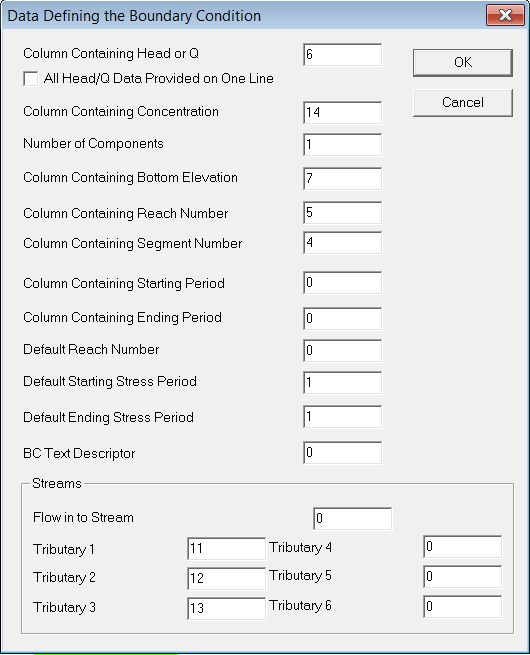 Data Defining the Boundary Condition
Column Containing Head or Q 6
OK
All Head/Q Data Provided on One Line
Cancel
Column Containing Concentration 14
Number of Components 1
Column Containing Bottom Elevation 7
Column Containing Reach Number 5
Column Containing Segment Number 4
Column Containing Starting Period 0
Column Containing Ending Period 0
Default Reach Number 0
Default Starting Stress Period 1
Default Ending Stress Period 1
BC Text Descriptor 0
Streams
Flow in to Stream 0
Tributary 1 11 Tributary 4 0
Tributary 2 12 Tributary 5 0
Tributary 3 13 Tributary 6 0